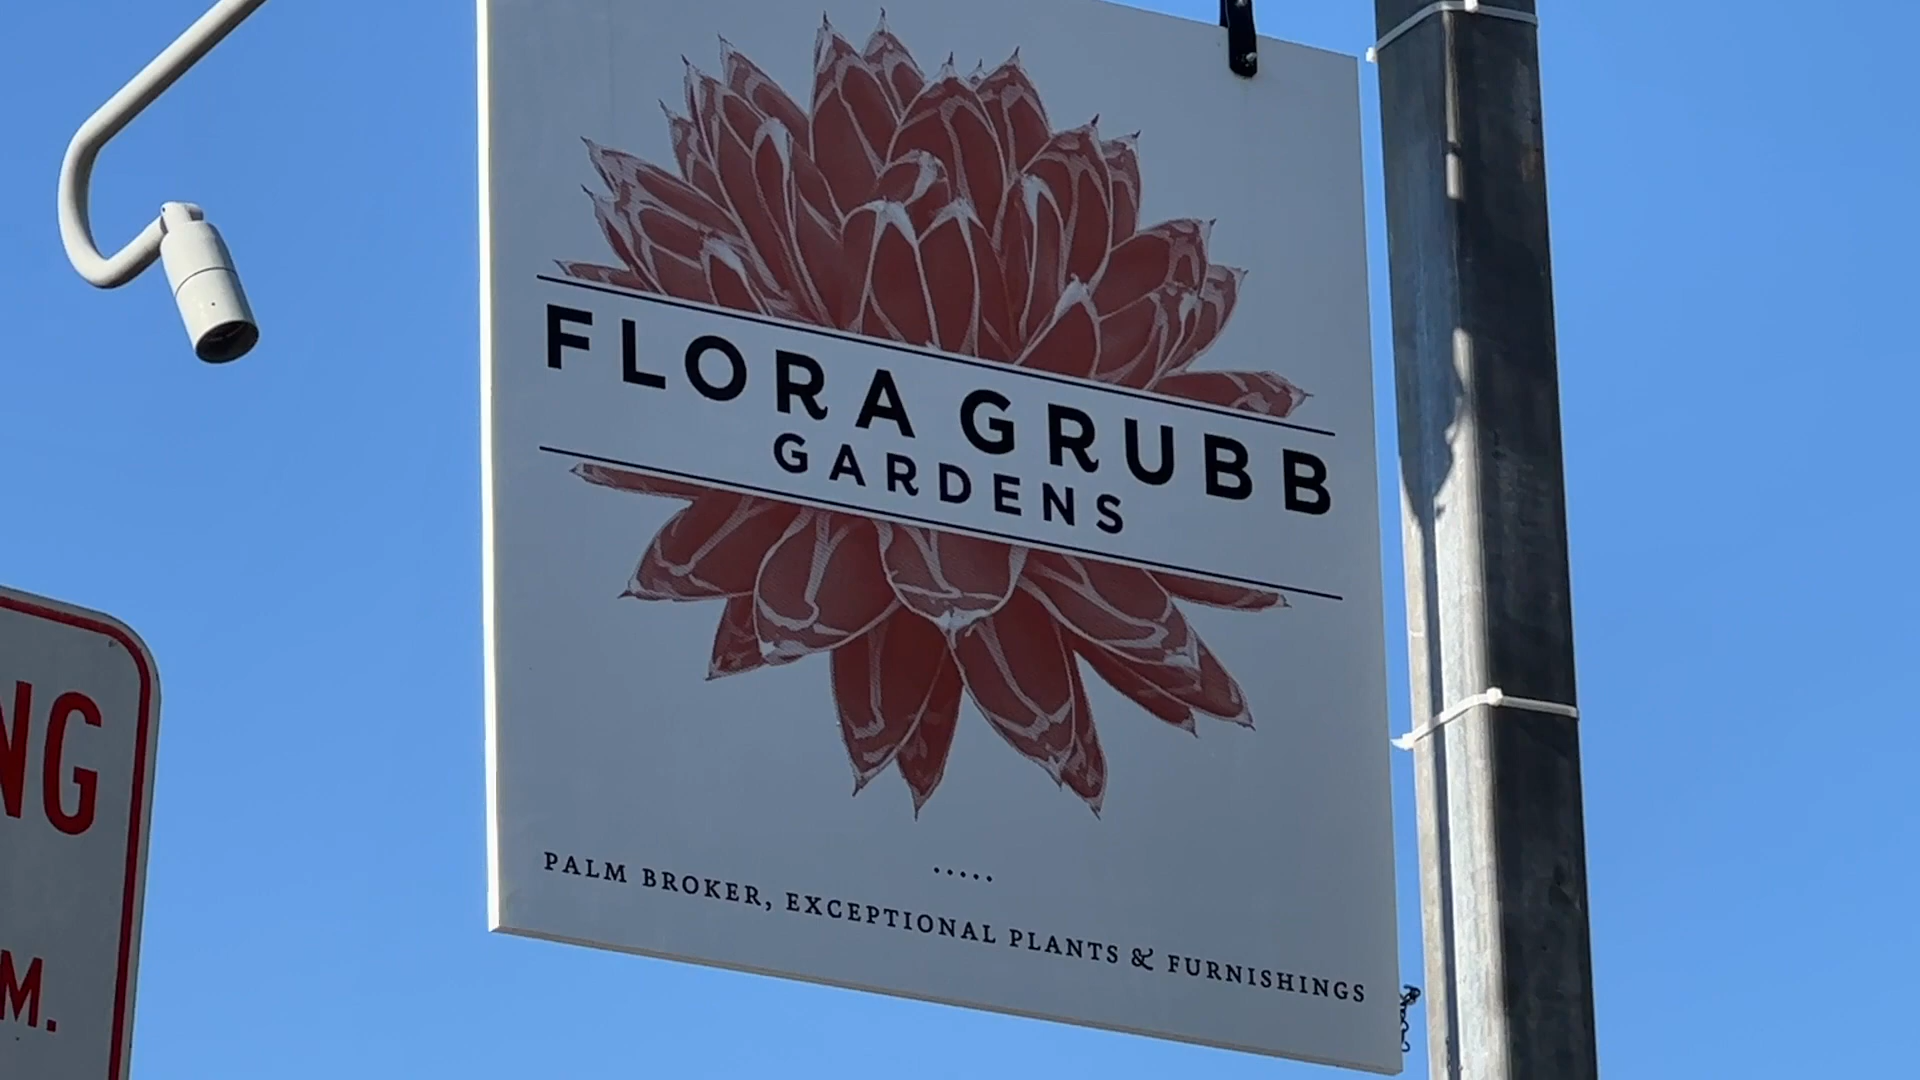 FLORA GRUBB
GARDENS
.....
PALM BROKER, EXCEPTIONAL PLANTS & FURNISHINGS
NG
M.